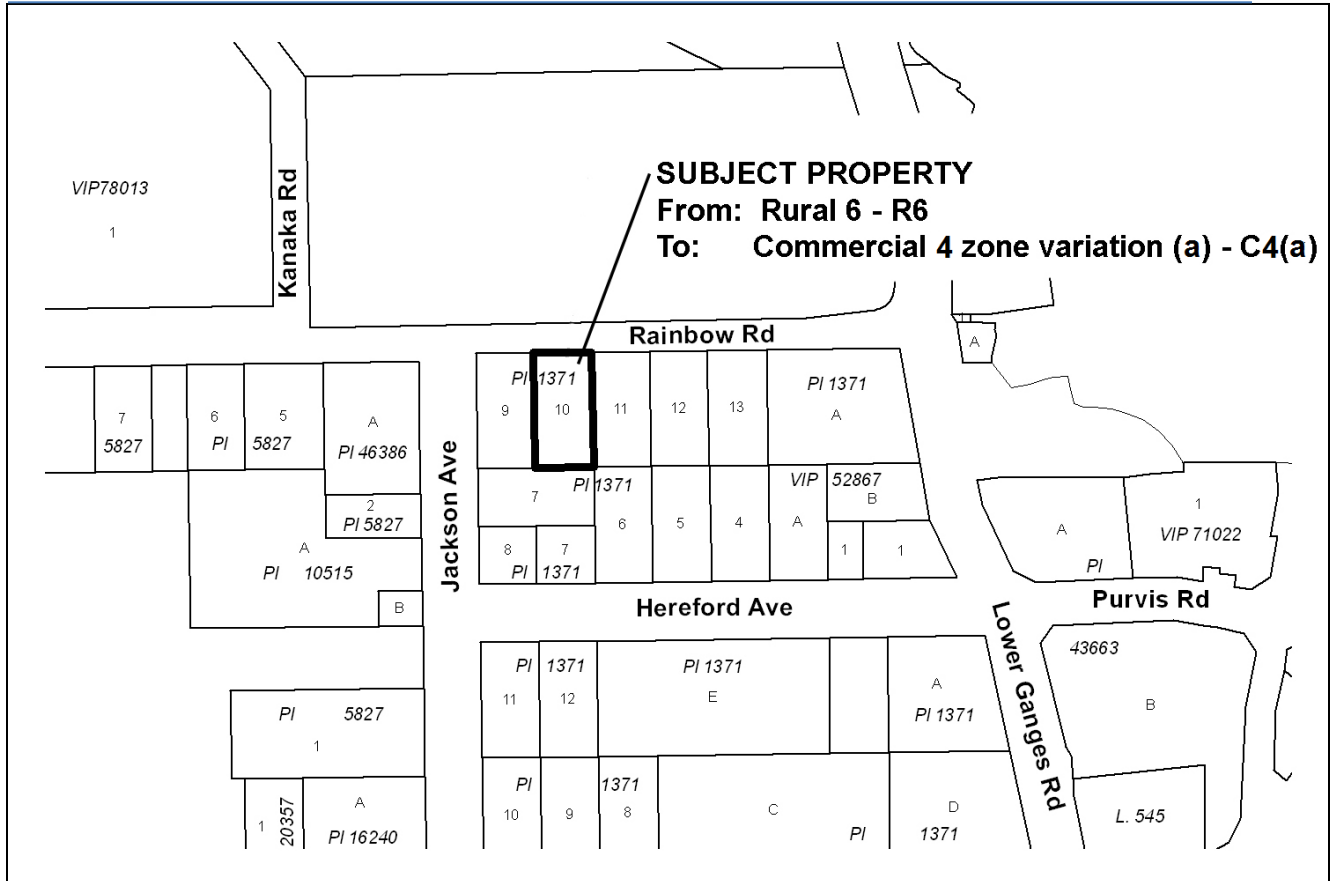 SUBJECT PROPERTY
From: Rural 6 - R6
To: Commercial 4 zone variation (a) - C4(a)
VIP78013
1
Kanaka Rd
Rainbow Rd
A
7
5827
6
Pl
5
5827
A
Pl 46386
Pl 1371
9
10
11
12
13
Pl 1371
A
2
Pl 5827
A
Pl 10515
B
Jackson Ave
7
Pl 1371
8
7
Pl 1371
6
5
4
A
VIP 52867
B
1
1
A
Pl
1
VIP 71022
Hereford Ave
Purvis Rd
Lower Ganges Rd
Pl 5827
1
1
20357
A
Pl 16240
Pl 1371
11
12
Pl 1371
E
A
Pl 1371
43663
B
Pl 1371
10
9
8
C
Pl
D
1371
L. 545